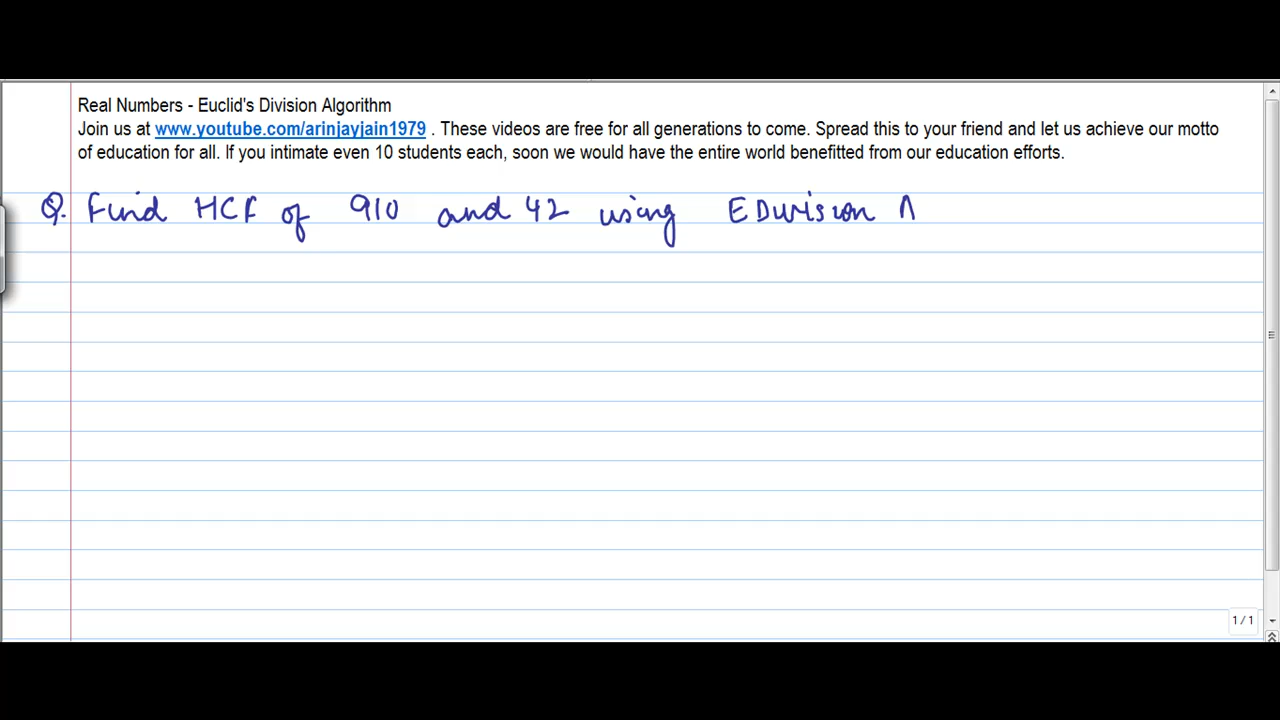 Real Numbers - Euclid's Division Algorithm
Join us at www.youtube.com/arinjayjain1979 . These videos are free for all generations to come. Spread this to your friend and let us achieve our motto
of education for all. If you intimate even 10 students each, soon we would have the entire world benefitted from our education efforts.
Q. Find HCF of 910 and 42 using E Division A
1 / 1